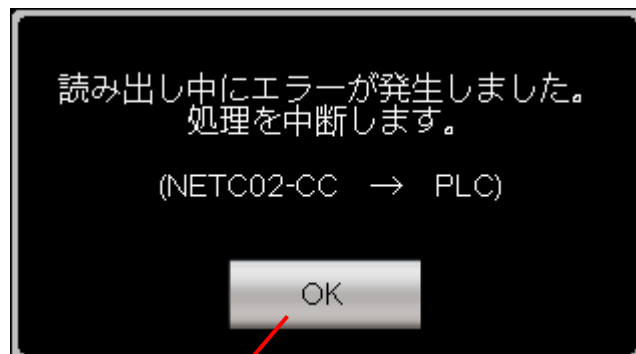 読み出し中にエラーが発生しました。
処理を中断します。
(NETC02-CC → PLC)
OK